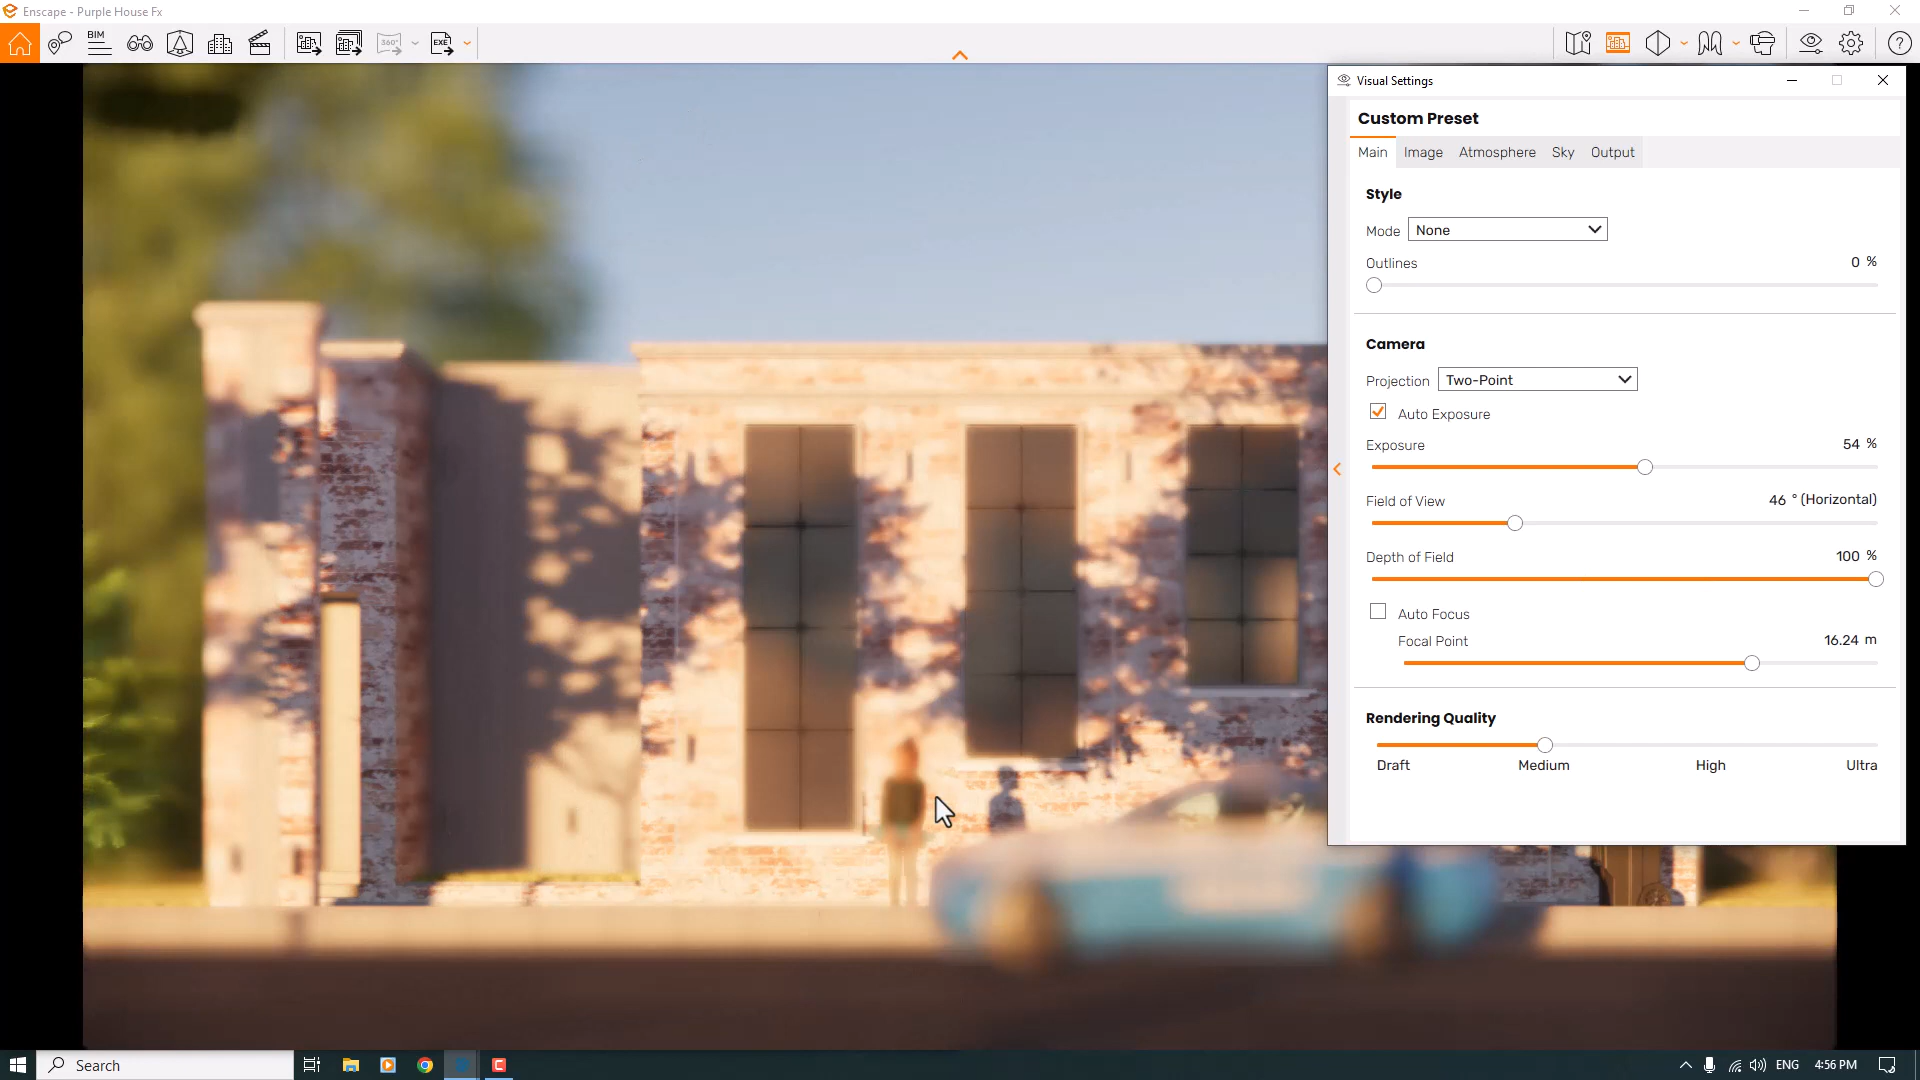 Enscape - Purple House Fx
BIM
360°
EXE
Visual Settings
Custom Preset
Main Image Atmosphere Sky Output
Style
Mode None
Outlines 0 %
Camera
Projection Two-Point
Auto Exposure
Exposure 54 %
Field of View 46 ° (Horizontal)
Depth of Field 100 %
Auto Focus
Focal Point 16.24 m
Rendering Quality
Draft Medium High Ultra
Search
ENG 4:56 PM